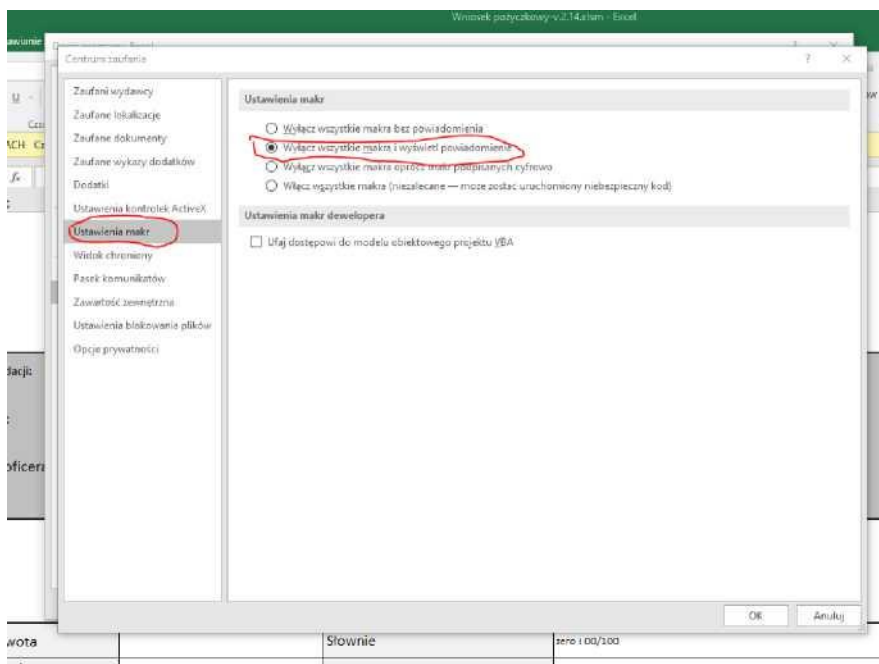 Wniosek pożyczkowy-v.2.14.xlsm - Excel
Centrum zaufania
? ×
Zaufani wydawcy
Zaufane lokalizacje
Zaufane dokumenty
Zaufane wykazy dodatków
Dodatki
Ustawienia kontrolek ActiveX
Ustawienia makr
Widok chroniony
Pasek komunikatów
Zawartość zewnętrzna
Ustawienia blokowania plików
Opcje prywatności
Ustawienia makr
Wyłącz wszystkie makra bez powiadomienia
Wyłącz wszystkie makra i wyświetl powiadomienie
Wyłącz wszystkie makra oprócz makr podpisanych cyfrowo
Włącz wszystkie makra (niezalecane — może zostać uruchomiony niebezpieczny kod)
Ustawienia makr dewelopera
Ufaj dostępowi do modelu obiektowego projektu VBA
dacji:
oficera
OK
Anuluj
wota
Słownie
zero i 00/100